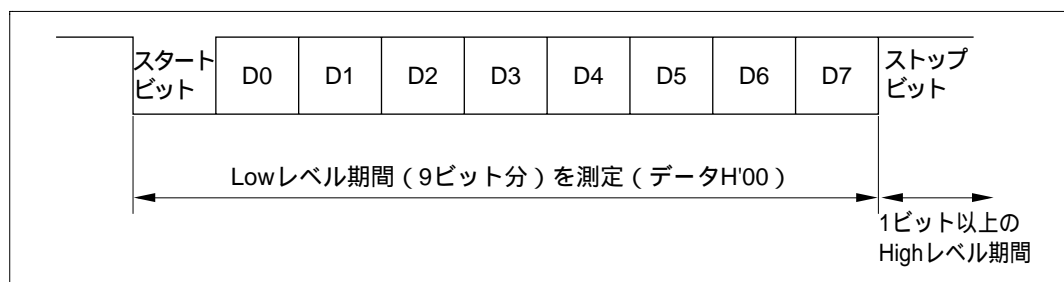 スタート
ビット
D0
D1
D2
D3
D4
D5
D6
D7
ストップ
ビット
Lowレベル期間（9ビット分）を測定（データH'00）
1ビット以上の
Highレベル期間